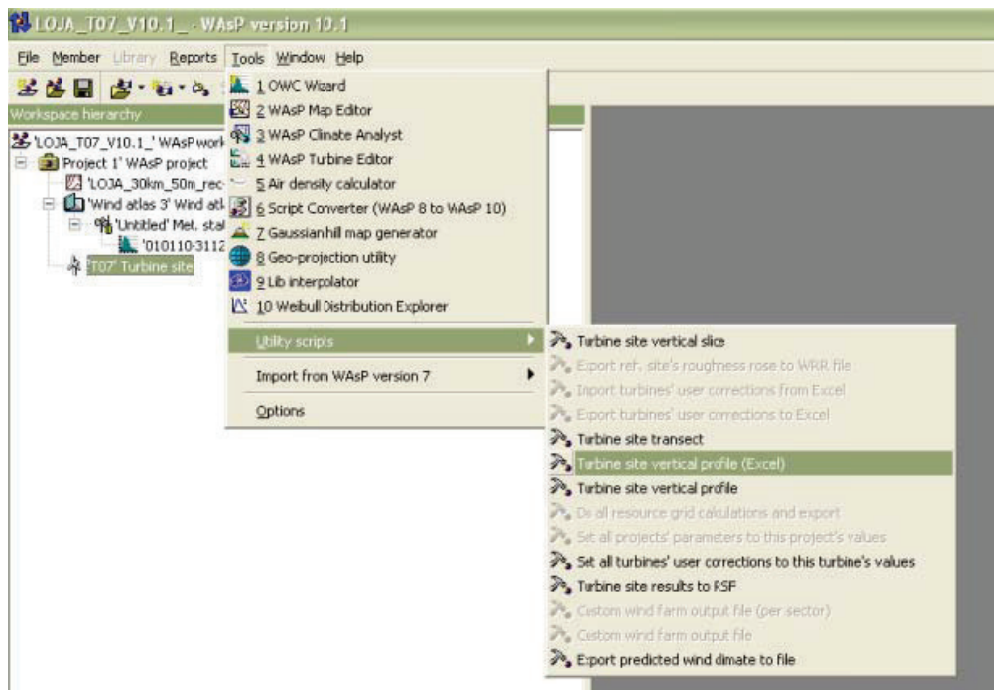 LOJA_T07_V10.1_ - WAsP version 10.1
File Member Library Reports Tools Window Help
Workspace hierarchy
'LOJA_T07_V10.1_' WAsP work
Project 1' WAsP project
'LOJA_30km_50m_rec
'Wind atlas 3' Wind atl
'Untitled' Met. stat
'010110-3112
'T07' Turbine site
1 OWC Wizard
2 WAsP Map Editor
3 WAsP Climate Analyst
4 WAsP Turbine Editor
5 Air density calculator
6 Script Converter (WAsP 8 to WAsP 10)
7 Gaussianhill map generator
8 Geo-projection utility
9 Lib interpolator
10 Weibull Distribution Explorer
Utility scripts
Import from WAsP version 7
Options
Turbine site vertical slice
Export ref. site's roughness rose to WRR file
Import turbines' user corrections from Excel
Export turbines' user corrections to Excel
Turbine site transect
Turbine site vertical profile (Excel)
Turbine site vertical profile
Do all resource grid calculations and export
Set all projects' parameters to this project's values
Set all turbines' user corrections to this turbine's values
Turbine site results to RSF
Custom wind farm output file (per sector)
Custom wind farm output file
Export predicted wind climate to file